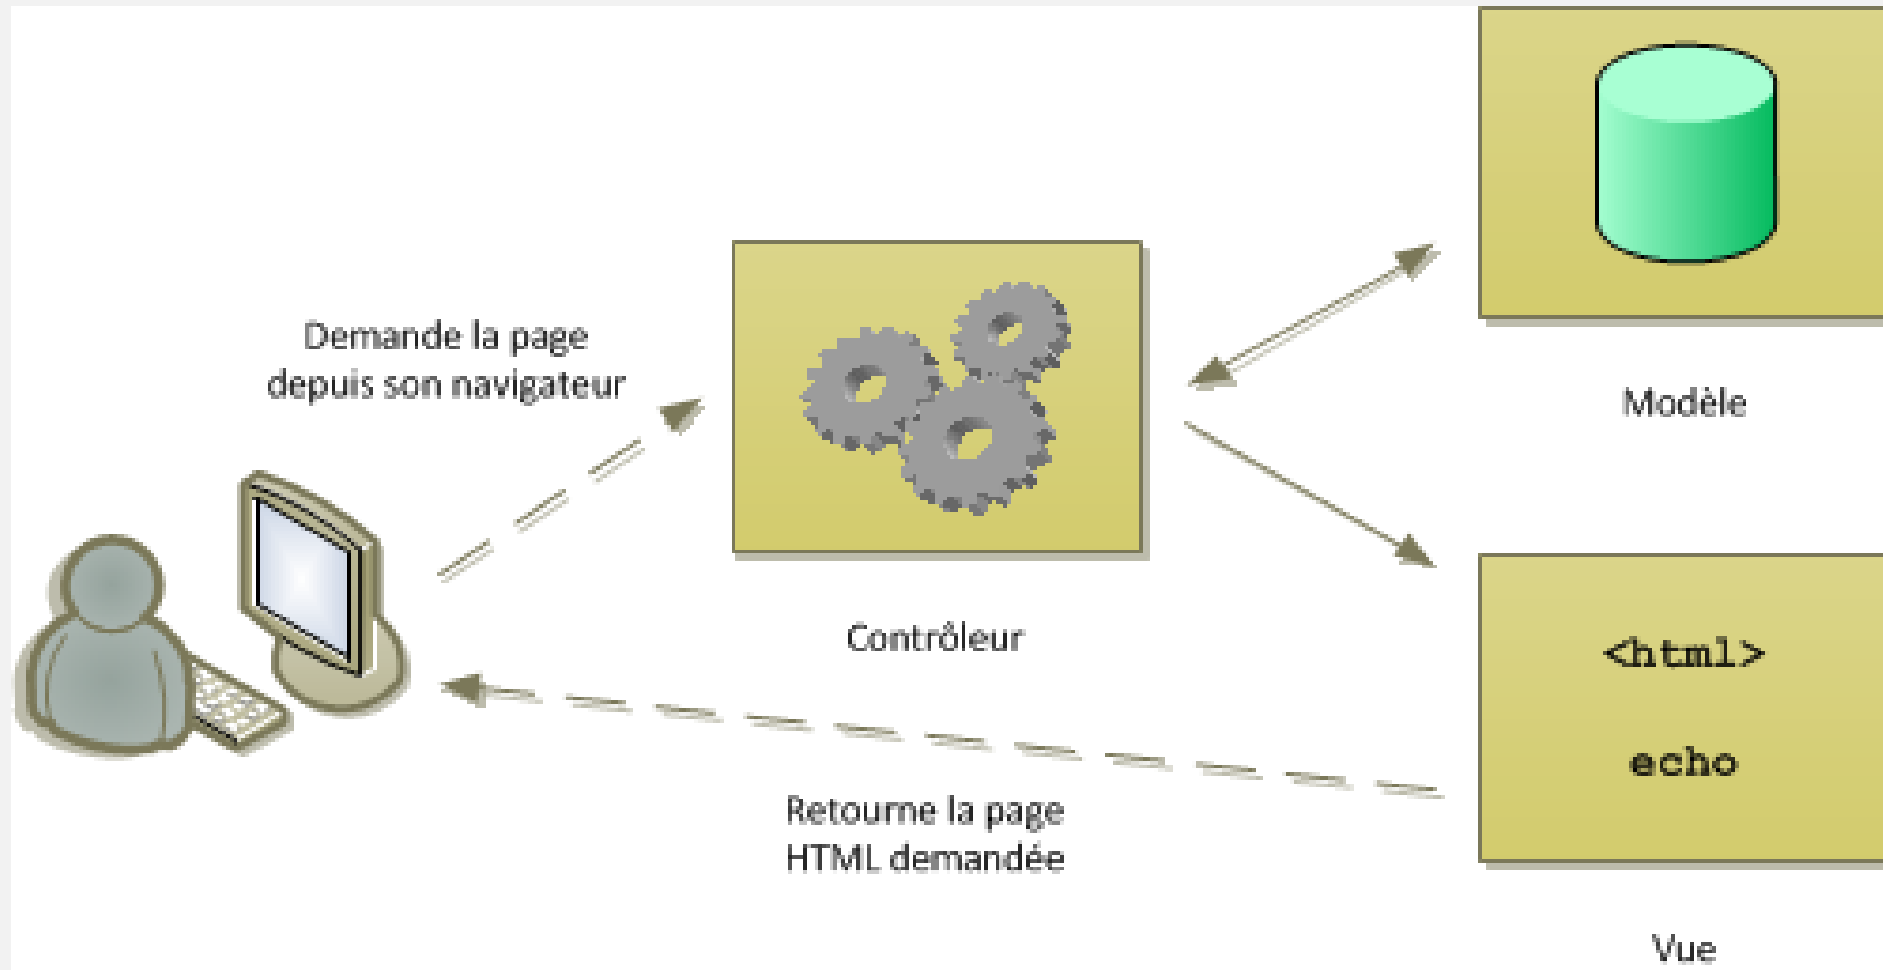 Demande la page
depuis son navigateur
Contrôleur
Modèle
<html>
echo
Retourne la page
HTML demandée
Vue